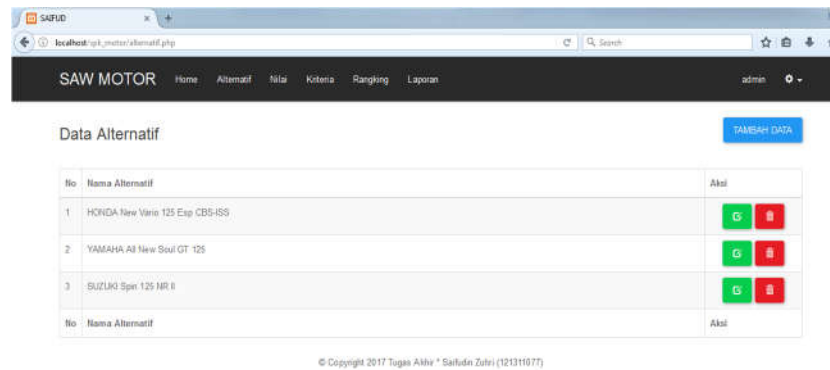 SAIFUD
localhost/spk_motor/alternatif.php
Search
SAW MOTOR Home Alternatif Nilai Kriteria Rangking Laporan admin
Data Alternatif
TAMBAH DATA
No Nama Alternatif Aksi
1 HONDA New Vario 125 Esp CBS-ISS
2 YAMAHA All New Soul GT 125
3 SUZUKI Spin 125 NR II
No Nama Alternatif Aksi
© Copyright 2017 Tugas Akhir * Saifudin Zuhri (121311077)